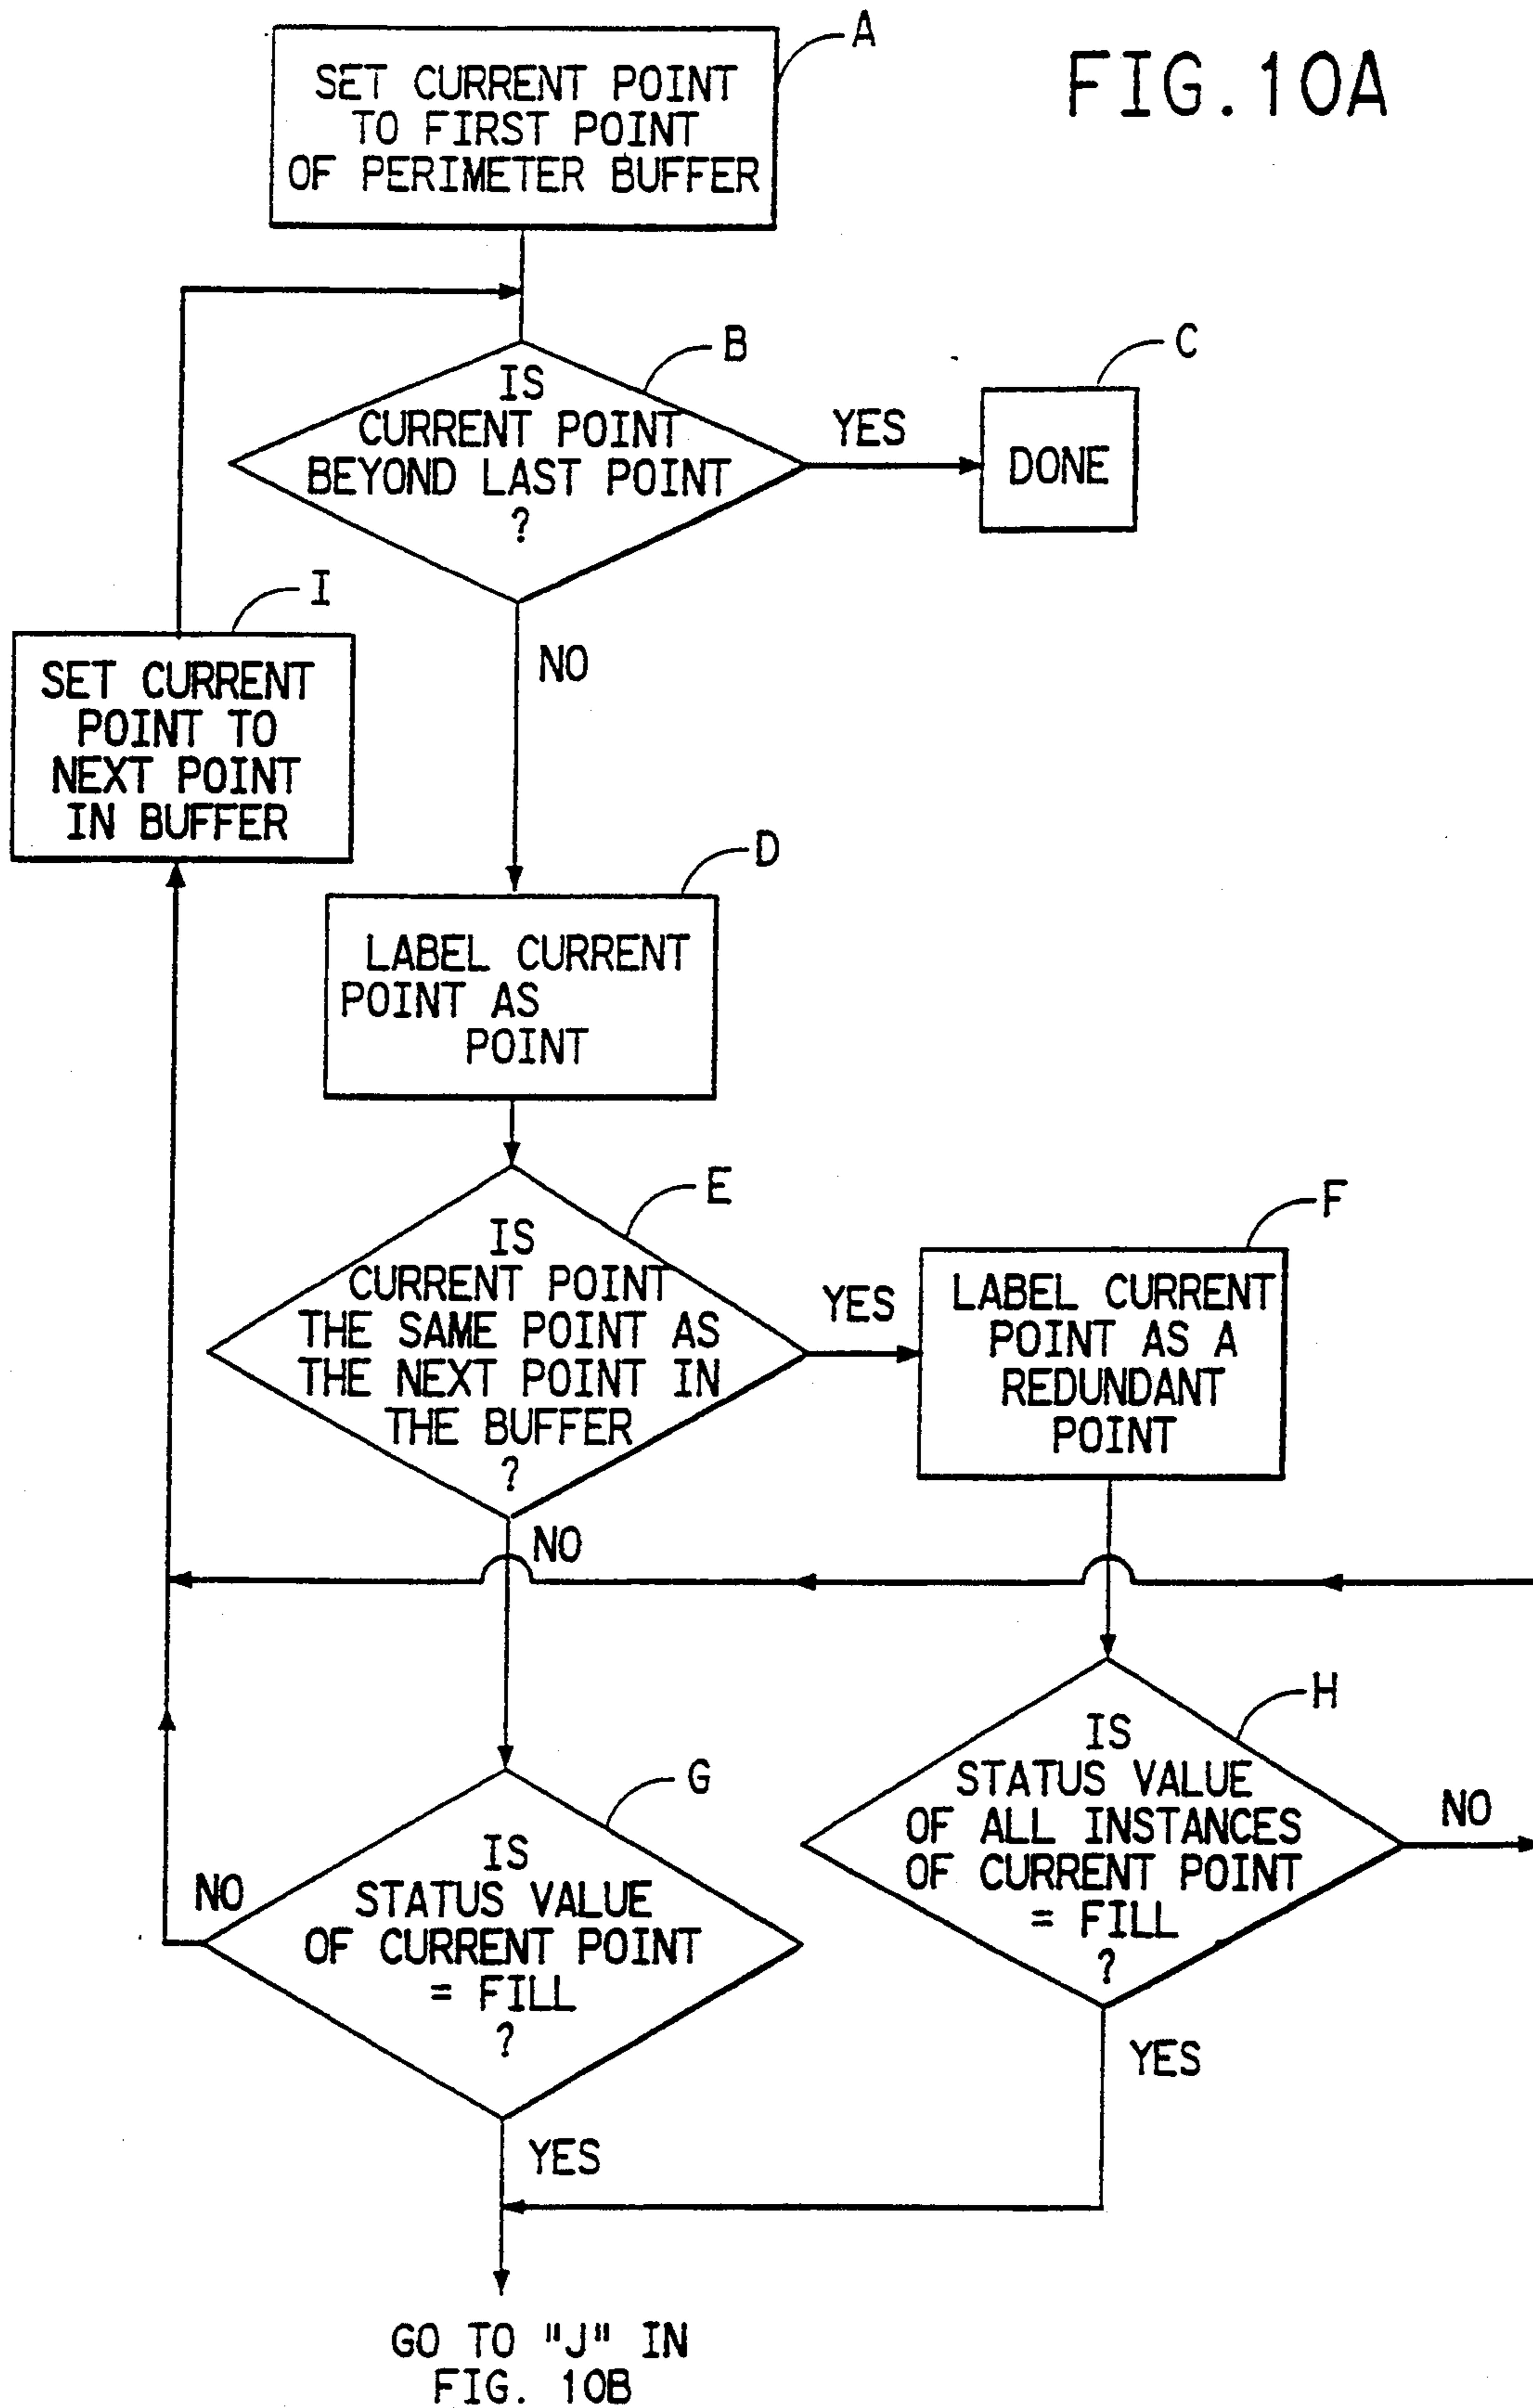 FIG.10A
A
SET CURRENT POINT
TO FIRST POINT
OF PERIMETER BUFFER
B
IS
CURRENT POINT
BEYOND LAST POINT
?
YES
C
DONE
NO
I
SET CURRENT
POINT TO
NEXT POINT
IN BUFFER
D
LABEL CURRENT
POINT AS
POINT
E
IS
CURRENT POINT
THE SAME POINT AS
THE NEXT POINT IN
THE BUFFER
?
YES
F
LABEL CURRENT
POINT AS A
REDUNDANT
POINT
NO
G
IS
STATUS VALUE
OF CURRENT POINT
= FILL
?
NO
YES
H
IS
STATUS VALUE
OF ALL INSTANCES
OF CURRENT POINT
= FILL
?
NO
YES
GO TO "J" IN
FIG. 10B